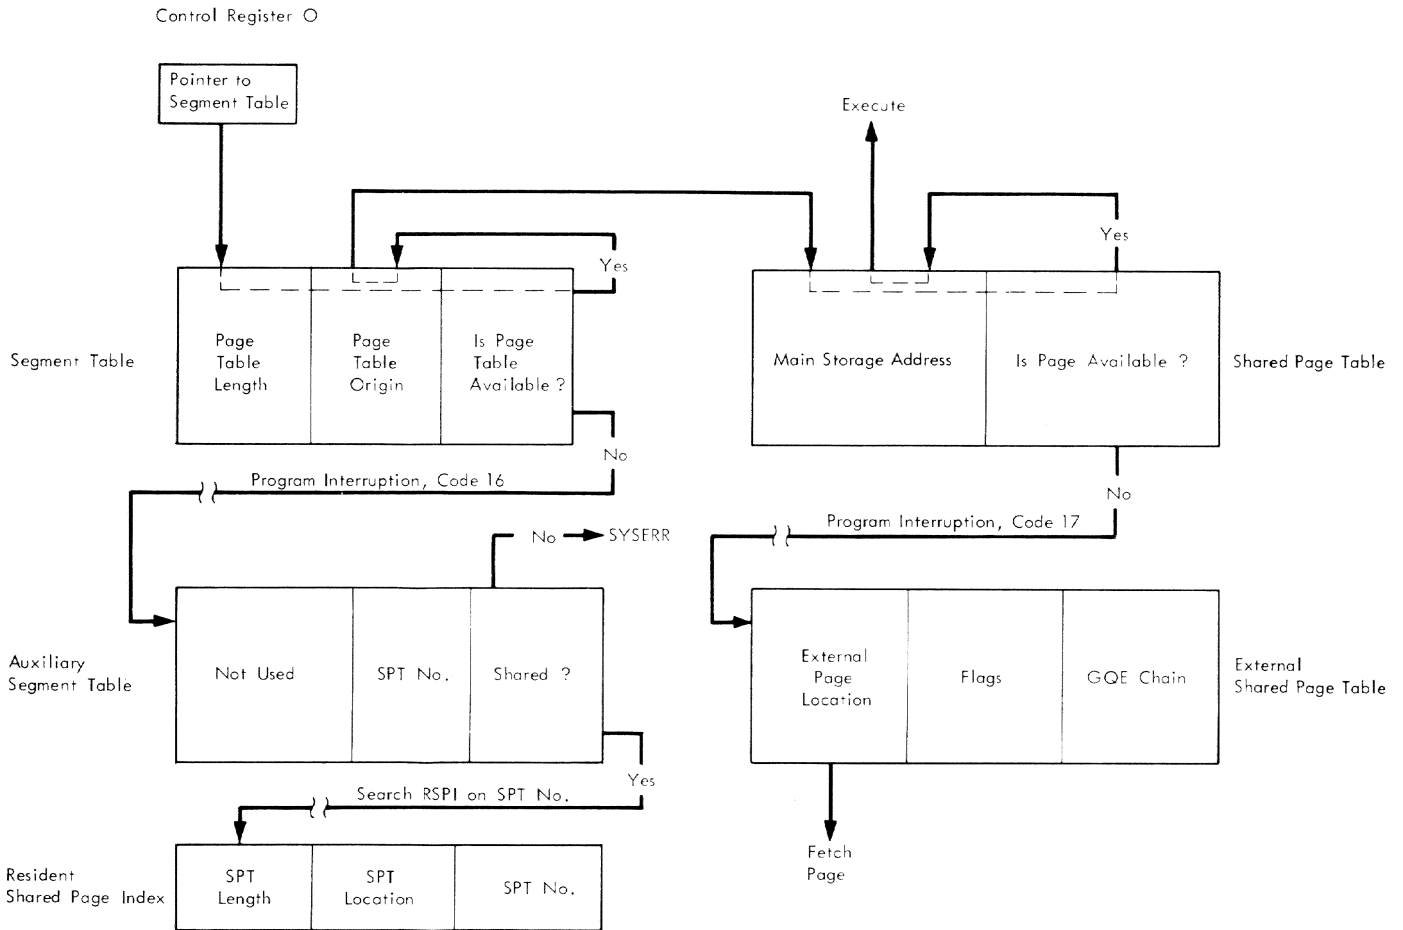 Control Register O
Pointer to
Segment Table
Execute
Yes
Yes
Segment Table
Page
Table
Length
Page
Table
Origin
Is Page
Table
Available ?
Main Storage Address
Is Page Available ?
Shared Page Table
No
Program Interruption, Code 16
No
Program Interruption, Code 17
No
SYSERR
Auxiliary
Segment Table
Not Used
SPT No.
Shared ?
External
Page
Location
Flags
GQE Chain
External
Shared Page Table
Yes
Search RSPI on SPT No.
Fetch
Page
Resident
Shared Page Index
SPT
Length
SPT
Location
SPT No.